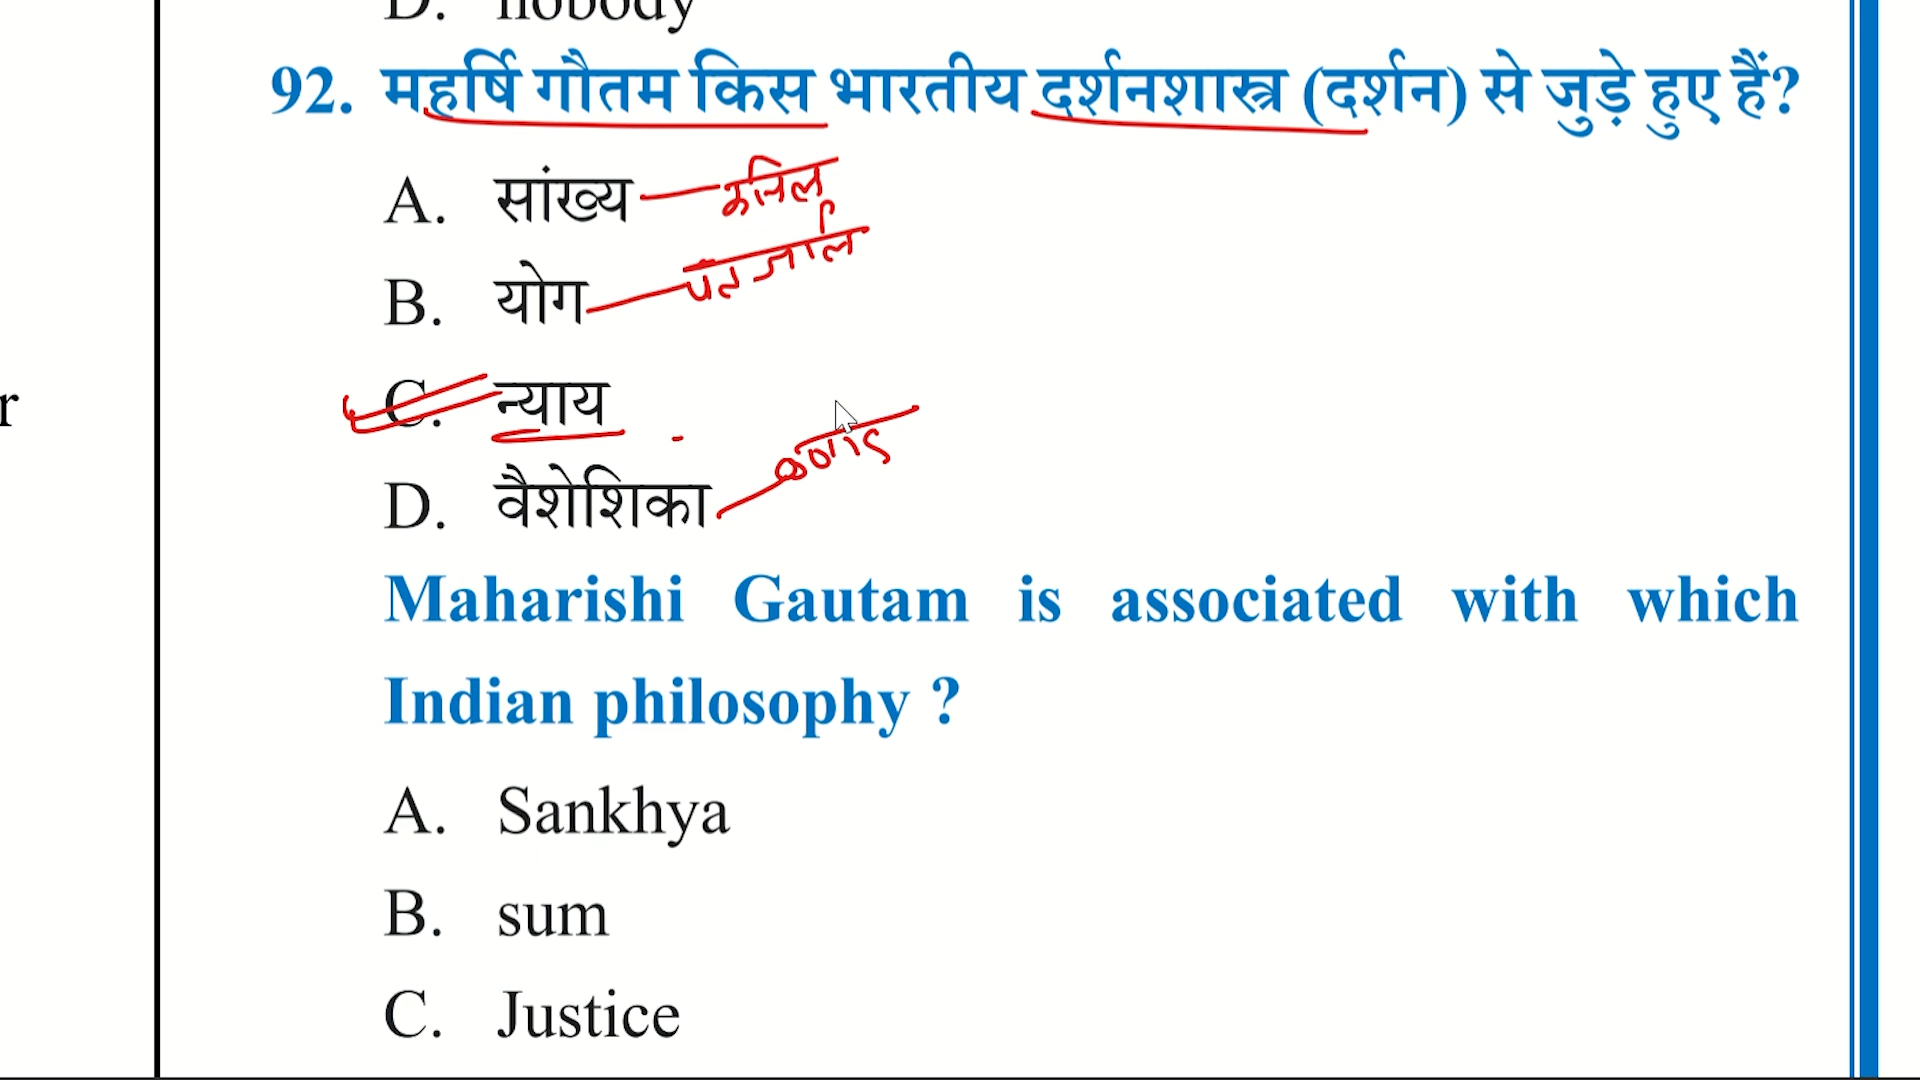 D. nobody
92. महर्षि गौतम किस भारतीय दर्शनशास्त्र (दर्शन) से जुड़े हुए हैं?
A. सांख्य कपिल
B. योग पतंजलि
r
C. न्याय
D. वैशेशिका कणाद
Maharishi Gautam is associated with which
Indian philosophy ?
A. Sankhya
B. sum
C. Justice